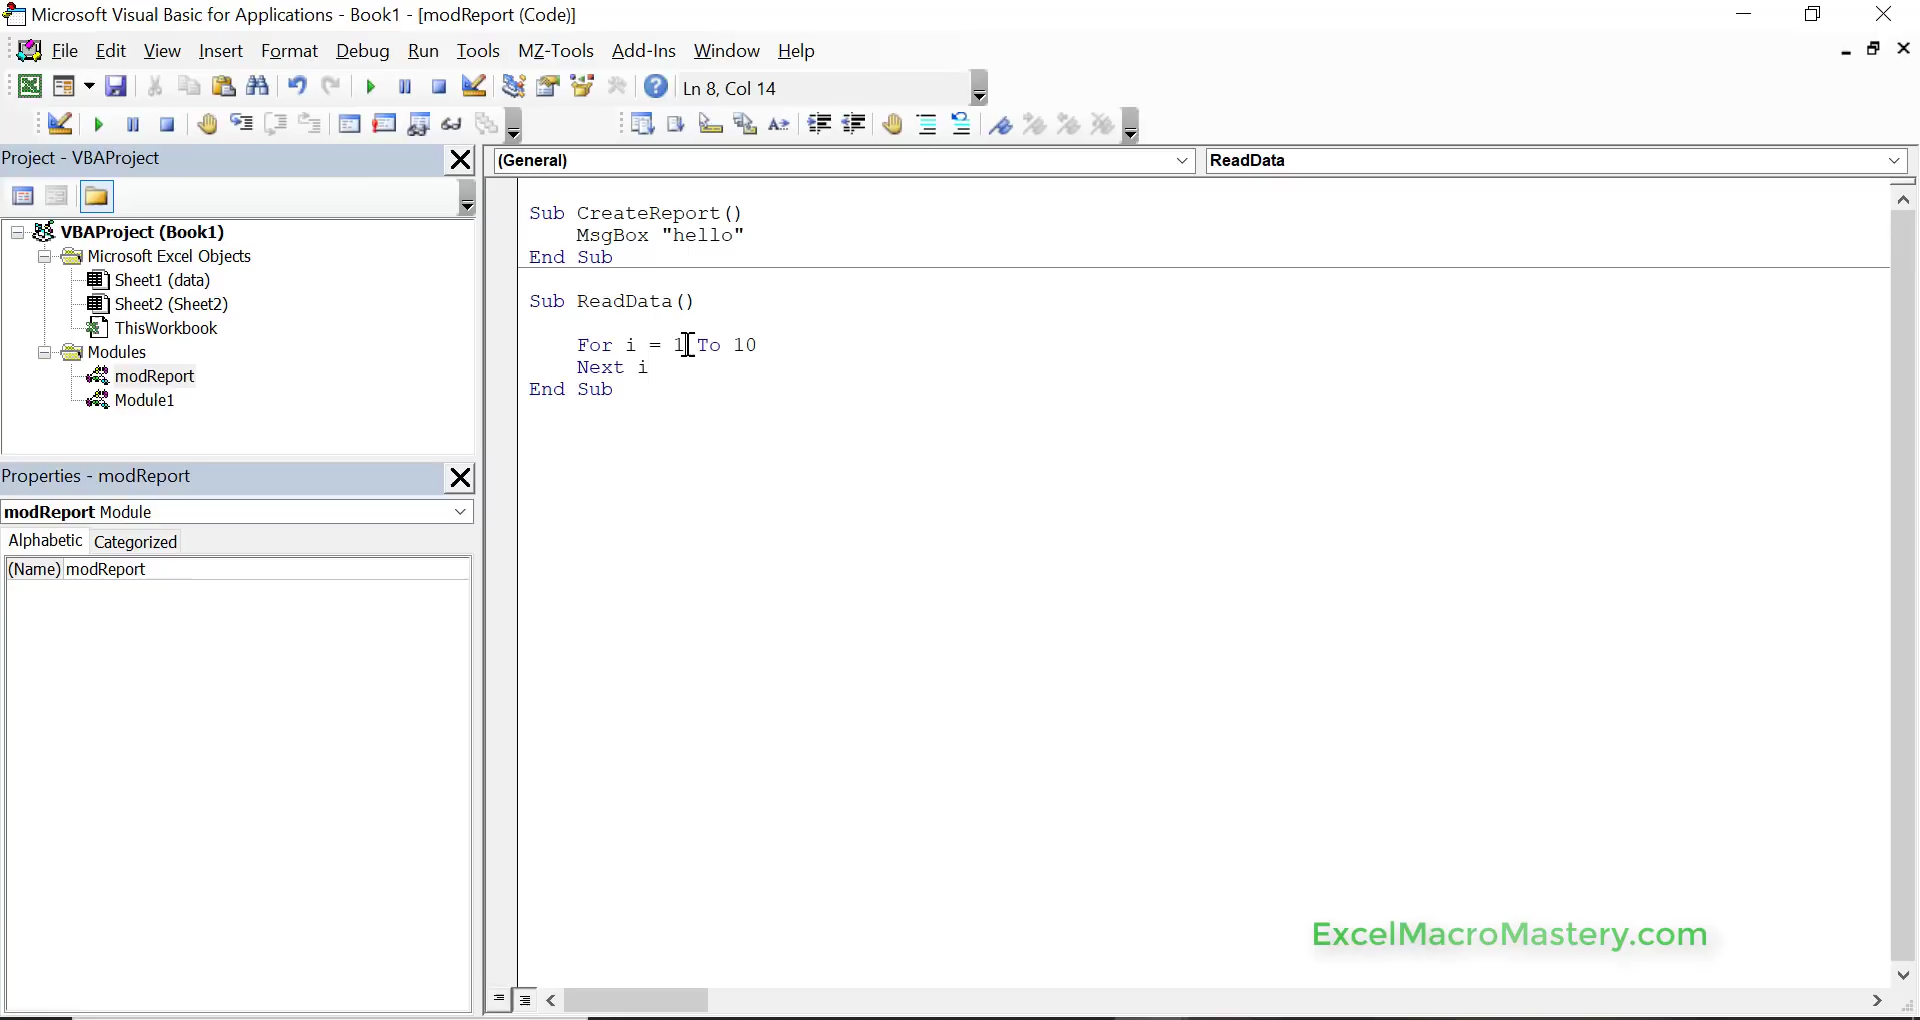 Microsoft Visual Basic for Applications - Book1 - [modReport (Code)]
File Edit View Insert Format Debug Run Tools MZ-Tools Add-Ins Window Help
Ln 8, Col 14
Project - VBAProject
(General)
ReadData
VBAProject (Book1)
Microsoft Excel Objects
Sheet1 (data)
Sheet2 (Sheet2)
ThisWorkbook
Modules
modReport
Module1
Properties - modReport
modReport Module
Alphabetic Categorized
(Name) modReport
Sub CreateReport()
MsgBox "hello"
End Sub
Sub ReadData()
For i = 1 To 10
Next i
End Sub
ExcelMacroMastery.com